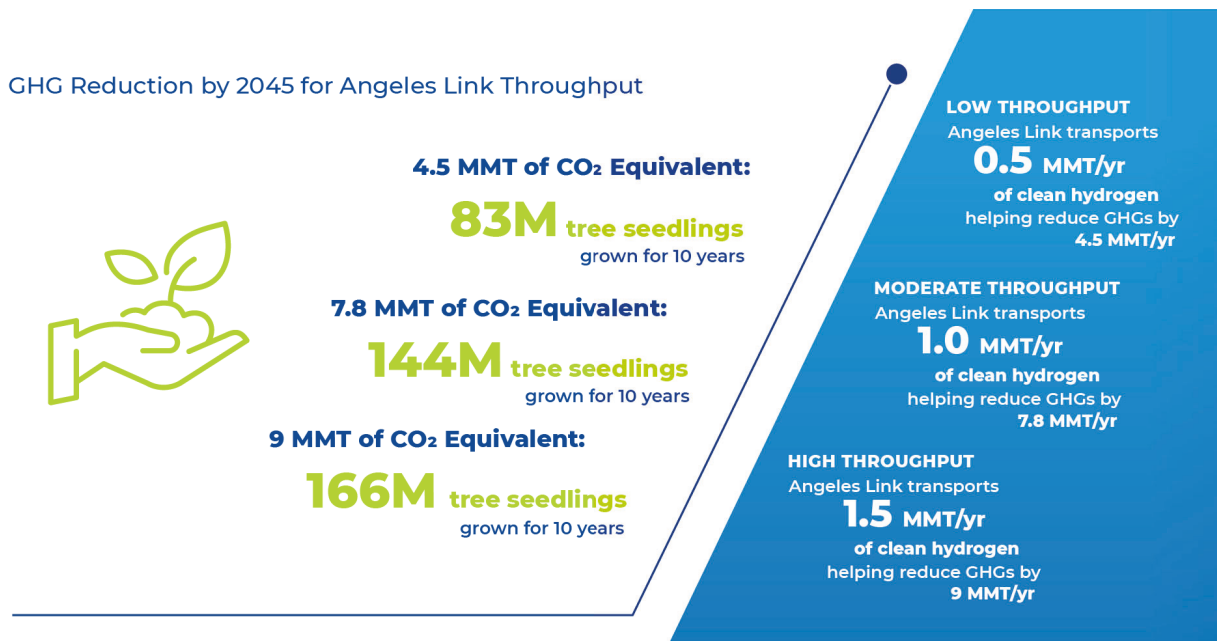 GHG Reduction by 2045 for Angeles Link Throughput
4.5 MMT of CO₂ Equivalent:
83M tree seedlings
grown for 10 years
7.8 MMT of CO₂ Equivalent:
144M tree seedlings
grown for 10 years
9 MMT of CO₂ Equivalent:
166M tree seedlings
grown for 10 years
LOW THROUGHPUT
Angeles Link transports
0.5 MMT/yr
of clean hydrogen
helping reduce GHGs by
4.5 MMT/yr
MODERATE THROUGHPUT
Angeles Link transports
1.0 MMT/yr
of clean hydrogen
helping reduce GHGs by
7.8 MMT/yr
HIGH THROUGHPUT
Angeles Link transports
1.5 MMT/yr
of clean hydrogen
helping reduce GHGs by
9 MMT/yr